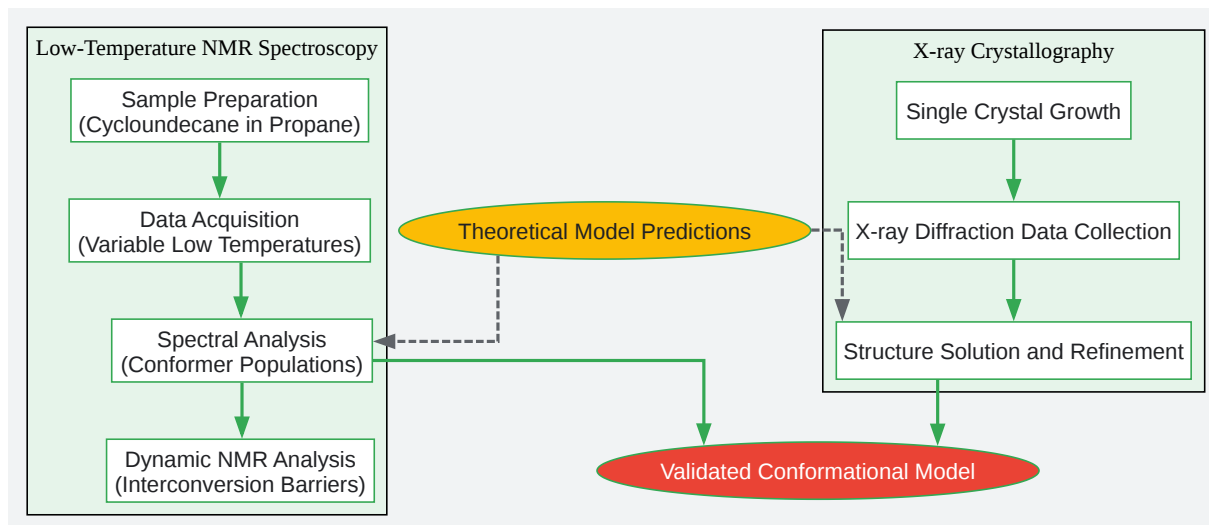 Low-Temperature NMR Spectroscopy
Sample Preparation
(Cycloundecane in Propane)
Data Acquisition
(Variable Low Temperatures)
Spectral Analysis
(Conformer Populations)
Dynamic NMR Analysis
(Interconversion Barriers)
Theoretical Model Predictions
X-ray Crystallography
Single Crystal Growth
X-ray Diffraction Data Collection
Structure Solution and Refinement
Validated Conformational Model